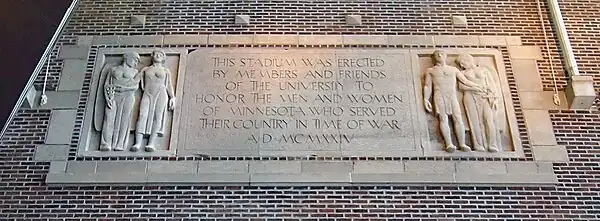 THIS STADIUM WAS ERECTED
BY MEMBERS AND FRIENDS
OF THE UNIVERSITY TO
HONOR THE MEN AND WOMEN
OF MINNESOTA WHO SERVED
THEIR COUNTRY IN TIME OF WAR
A·D·MCMXXIV